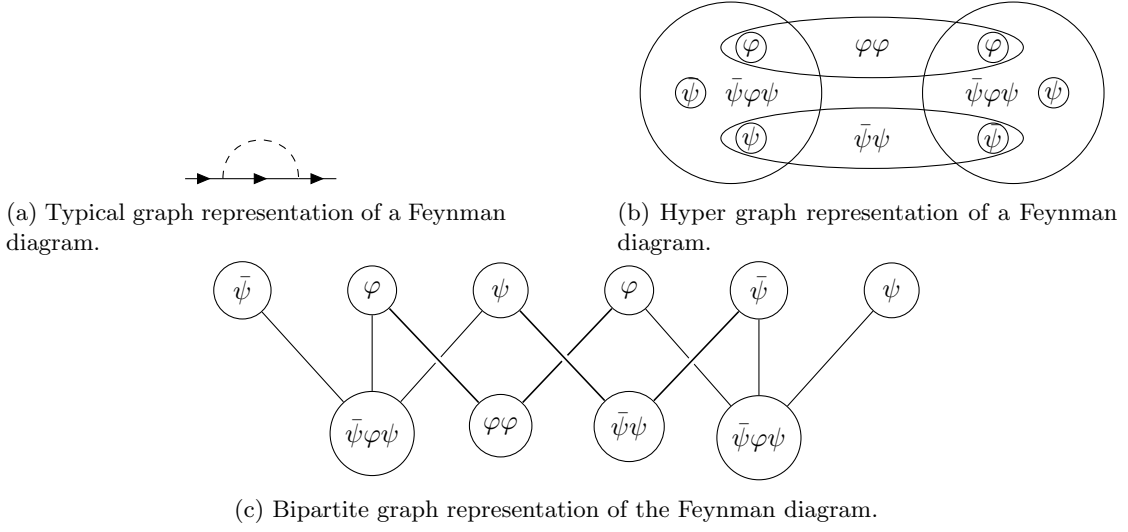 φ φφ φ
ψ̄ ψ̄φψ ψ̄φψ ψ
ψ ψ̄ψ ψ̄
(a) Typical graph representation of a Feynman
diagram.
(b) Hyper graph representation of a Feynman
diagram.
ψ̄ φ ψ φ ψ̄ ψ
ψ̄φψ φφ ψ̄ψ ψ̄φψ
(c) Bipartite graph representation of the Feynman diagram.